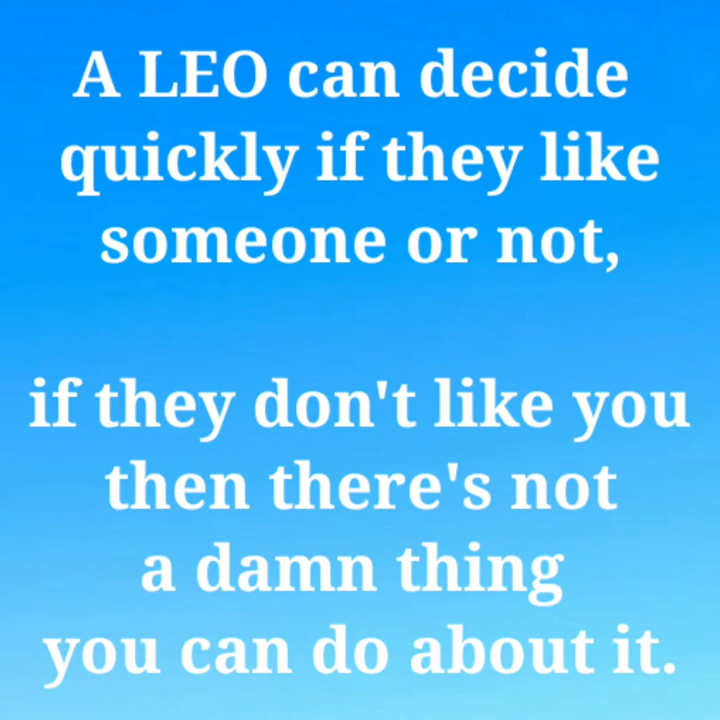 A LEO can decide
quickly if they like
someone or not,
if they don't like you
then there's not
a damn thing
you can do about it.